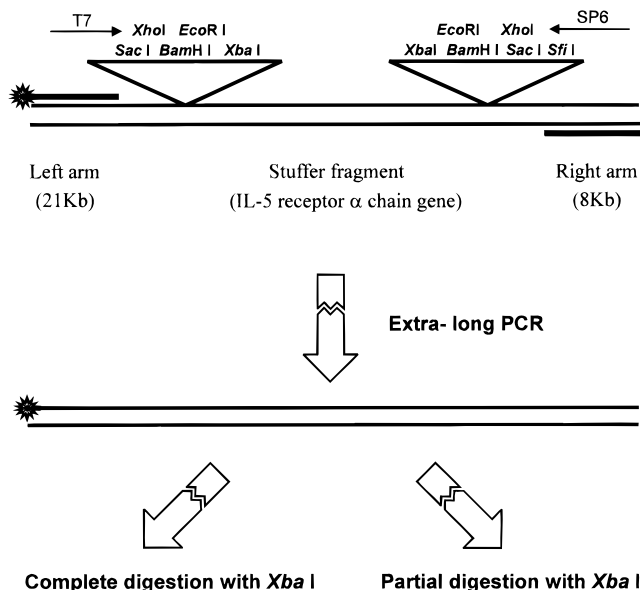 T7
XhoI EcoR I
Sac I BamH I Xba I
SP6
EcoRI XhoI
XbaI BamH I Sac I Sfi I
Left arm
(21Kb)
Stuffer fragment
(IL-5 receptor α chain gene)
Right arm
(8Kb)
Extra- long PCR
Complete digestion with Xba I
Partial digestion with Xba I